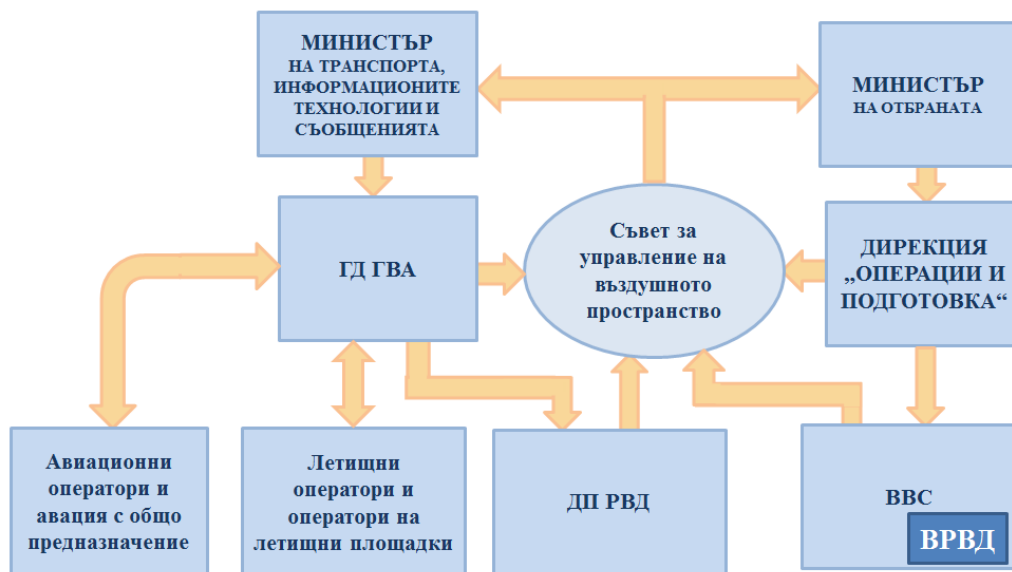 МИНИСТЪР
НА ТРАНСПОРТА,
ИНФОРМАЦИОНИТЕ
ТЕХНОЛОГИИ И
СЪОБЩЕНИЯТА
МИНИСТЪР
НА ОТБРАНАТА
ГД ГВА
Съвет за
управление на
въздушното
пространство
ДИРЕКЦИЯ
„ОПЕРАЦИИ И
ПОДГОТОВКА“
Авиационни
оператори и
авация с общо
предназначение
Летищни
оператори и
оператори на
летищни площадки
ДП РВД
ВВС
ВРВД